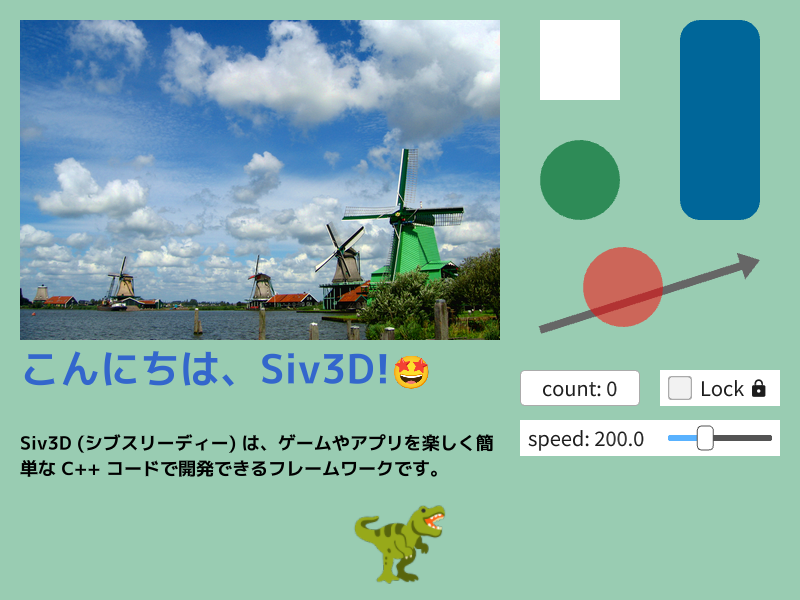 こんにちは、Siv3D!🤩
Siv3D (シブスリーディー) は、ゲームやアプリを楽しく簡
単な C++ コードで開発できるフレームワークです。
count: 0
Lock
speed: 200.0